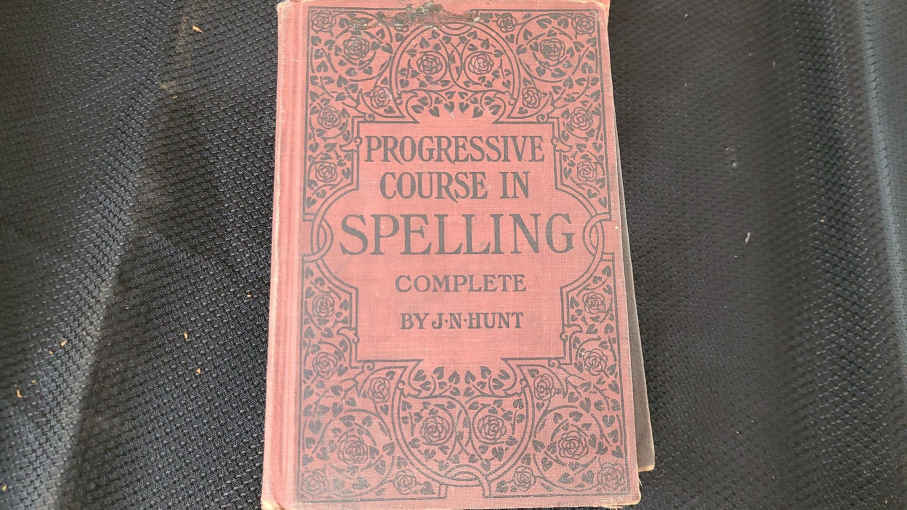 PROGRESSIVE
COURSE IN
SPELLING
COMPLETE
BY J·N·HUNT